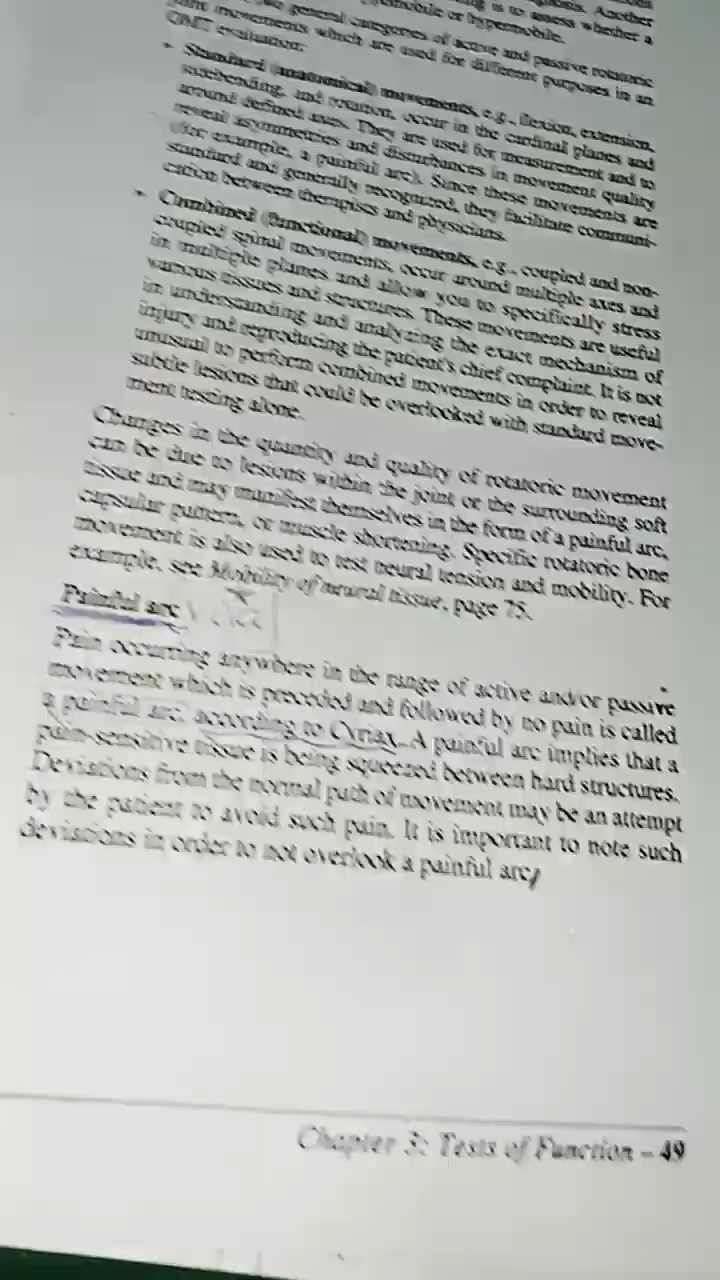 is to assess whether a
mobile or hypermobile.
general categories of active and passive rotatoric
movements which are used for different purposes in an
OMT evaluation:
• Standard (anatomical) movements, e.g., flexion, extension,
sidebending, and rotation, occur in the cardinal planes and
around defined axes. They are used for measurement and to
reveal asymmetries and disturbances in movement quality
(for example, a painful arc). Since these movements are
standard and generally recognized, they facilitate communi-
cation between therapists and physicians.
• Combined (functional) movements, e.g., coupled and non-
coupled spinal movements, occur around multiple axes and
in multiple planes and allow you to specifically stress
various tissues and structures. These movements are useful
in understanding and analyzing the exact mechanism of
injury and reproducing the patient's chief complaint. It is not
unusual to perform combined movements in order to reveal
subtle lesions that could be overlooked with standard move-
ment testing alone.
Changes in the quantity and quality of rotatoric movement
can be due to lesions within the joint or the surrounding soft
tissue and may manifest themselves in the form of a painful arc,
capsular pattern, or muscle shortening. Specific rotatoric bone
movement is also used to test neural tension and mobility. For
example, see Mobility of neural tissue, page 75.
Painful arc
Pain occurring anywhere in the range of active and/or passive
movement which is preceded and followed by no pain is called
a painful arc, according to Cyriax. A painful arc implies that a
pain-sensitive tissue is being squeezed between hard structures.
Deviations from the normal path of movement may be an attempt
by the patient to avoid such pain. It is important to note such
deviations in order to not overlook a painful arc
Chapter 3: Tests of Function – 49